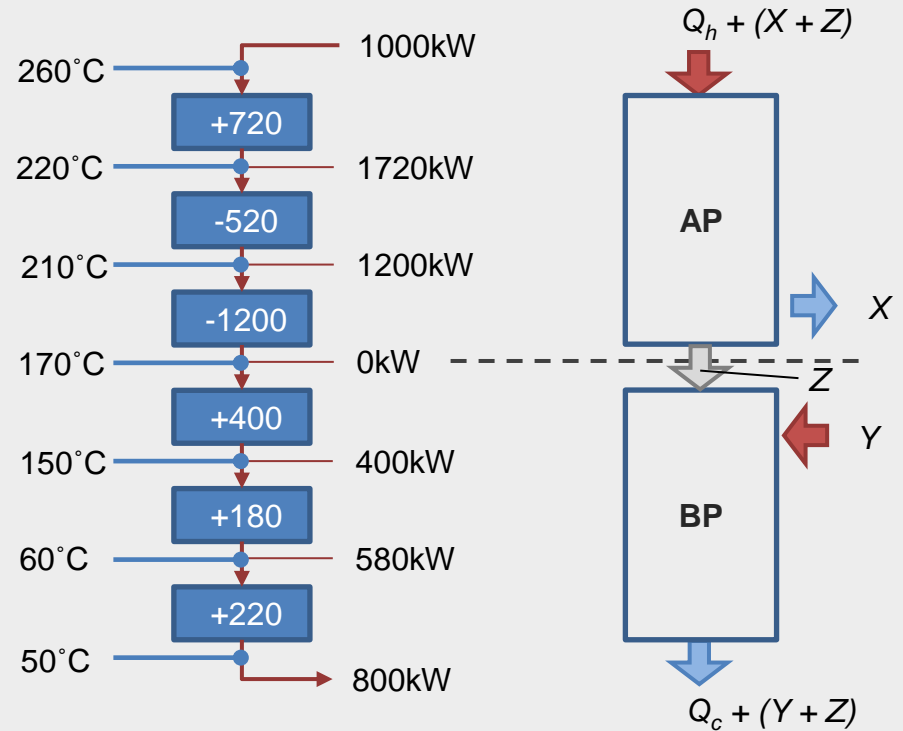 1000kW
260˚C
+720
220˚C
1720kW
-520
210˚C
1200kW
-1200
170˚C
0kW
+400
150˚C
400kW
+180
60˚C
580kW
+220
50˚C
800kW
Qh + (X + Z)
AP
X
Z
Y
BP
Qc + (Y + Z)